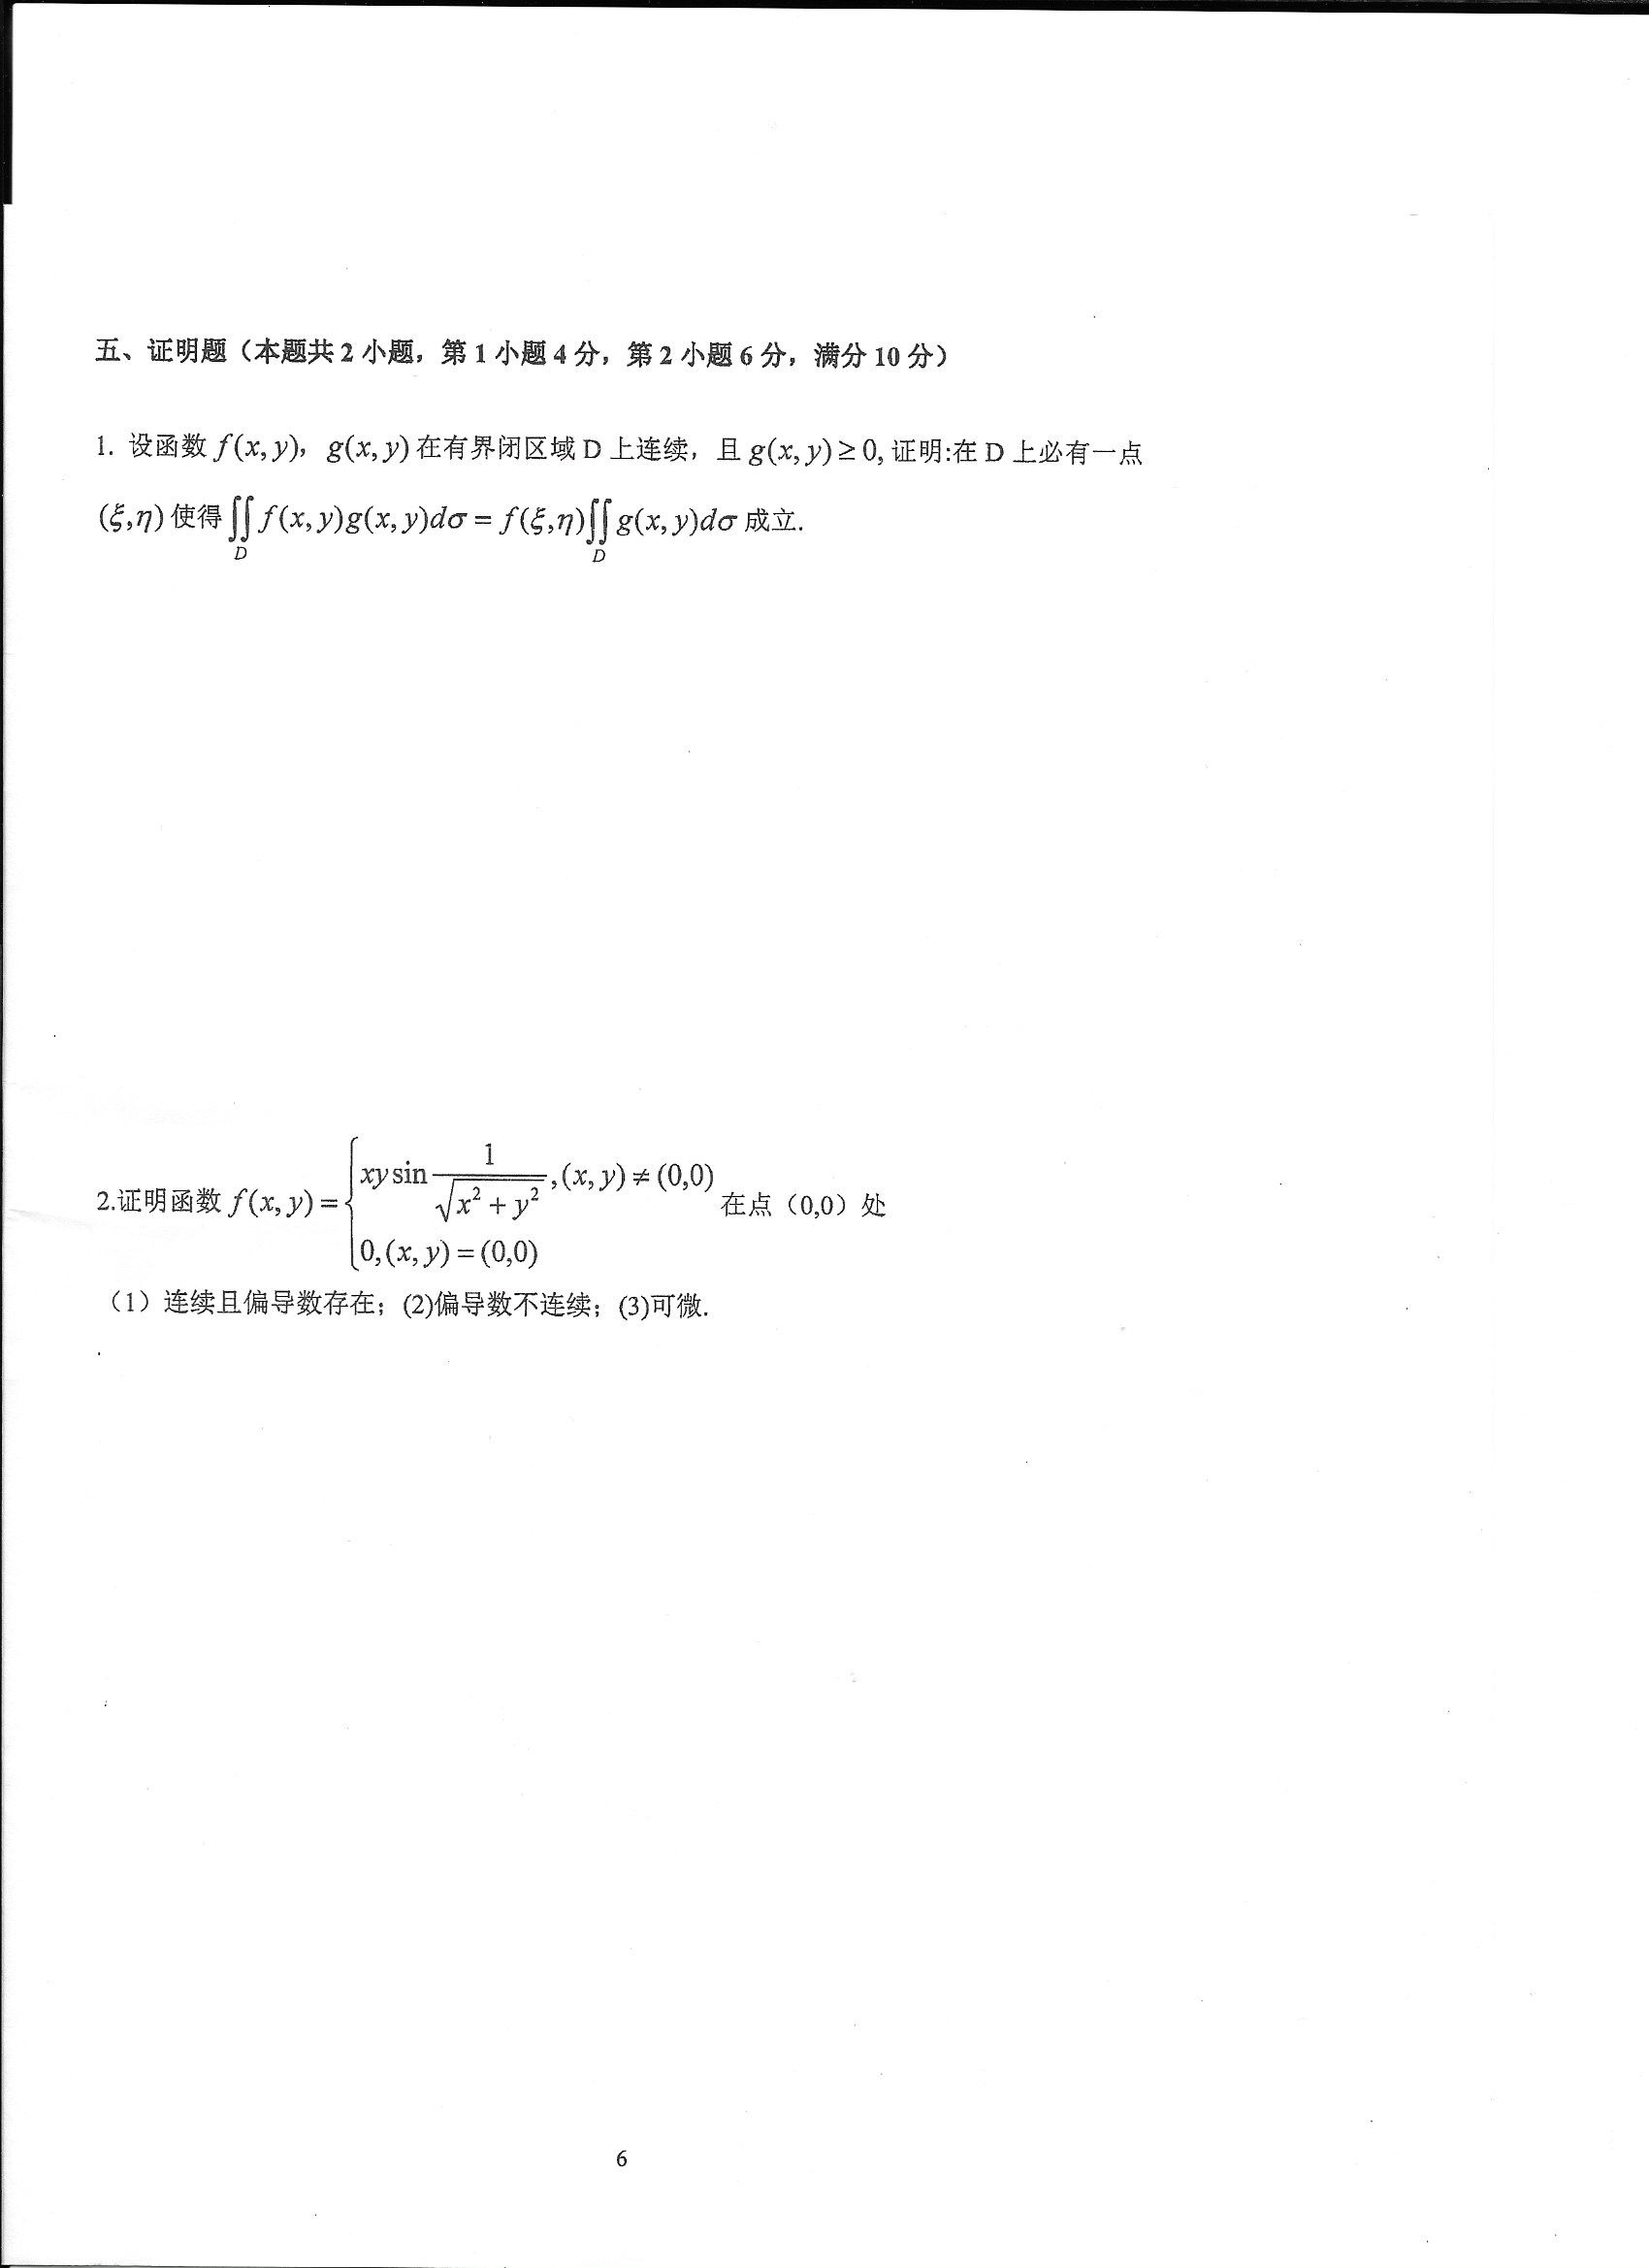 五、证明题（本题共 2 小题，第 1 小题 4 分，第 2 小题 6 分，满分 10 分）
1. 设函数 f(x, y)，g(x, y) 在有界闭区域 D 上连续，且 g(x, y) ≥ 0, 证明:在 D 上必有一点
(ξ,η) 使得 ∬_D f(x, y)g(x, y)dσ = f(ξ,η)∬_D g(x, y)dσ 成立.
2.证明函数 f(x, y) = { xy sin 1/√(x² + y²), (x, y) ≠ (0,0)
0, (x, y) = (0,0) 在点（0,0）处
（1）连续且偏导数存在；(2)偏导数不连续；(3)可微.
6